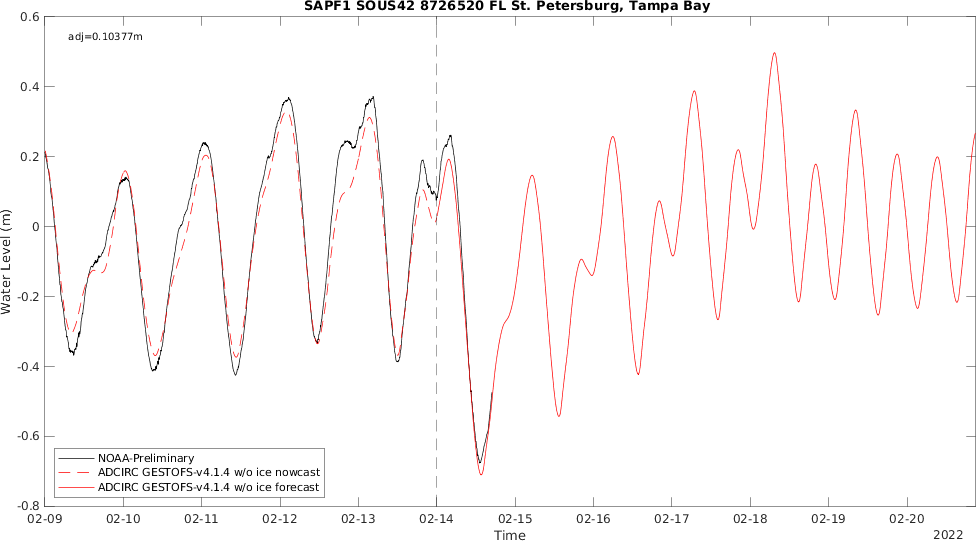 SAPF1 SOUS42 8726520 FL St. Petersburg, Tampa Bay
adj=0.10377m
0.6
0.4
0.2
0
-0.2
-0.4
-0.6
-0.8
Water Level (m)
NOAA-Preliminary
ADCIRC GESTOFS-v4.1.4 w/o ice nowcast
ADCIRC GESTOFS-v4.1.4 w/o ice forecast
02-09 02-10 02-11 02-12 02-13 02-14 02-15 02-16 02-17 02-18 02-19 02-20
Time
2022